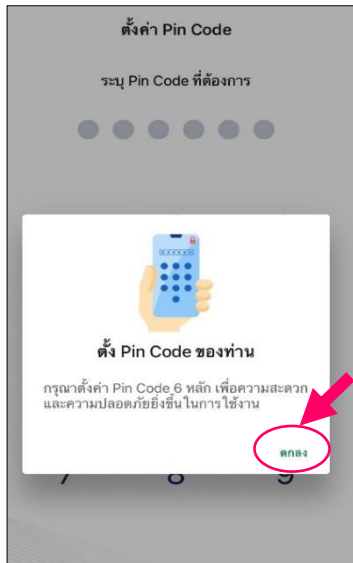 ตั้งค่า Pin Code
ระบุ Pin Code ที่ต้องการ
ตั้ง Pin Code ของท่าน
กรุณาตั้งค่า Pin Code 6 หลัก เพื่อความสะดวก
และความปลอดภัยยิ่งขึ้นในการใช้งาน
ตกลง
7 8 9